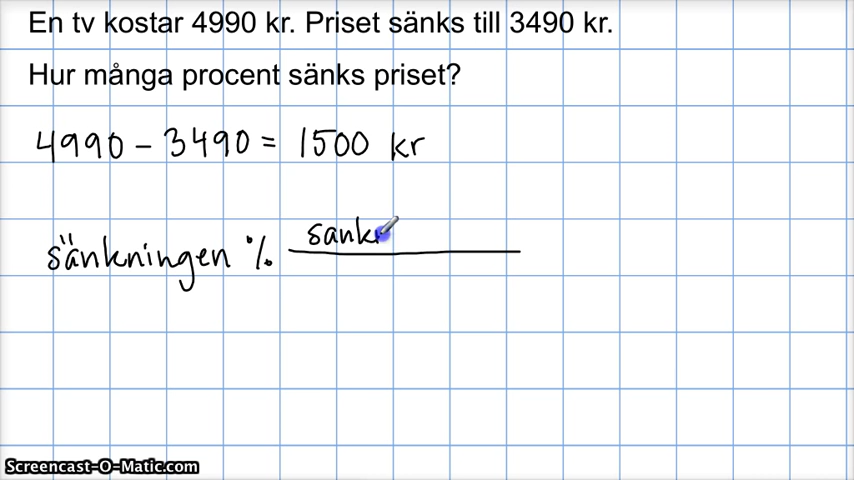 En tv kostar 4990 kr. Priset sänks till 3490 kr.
Hur många procent sänks priset?
4990 - 3490 = 1500 kr
sankn
sänkningen %
Screencast-O-Matic.com